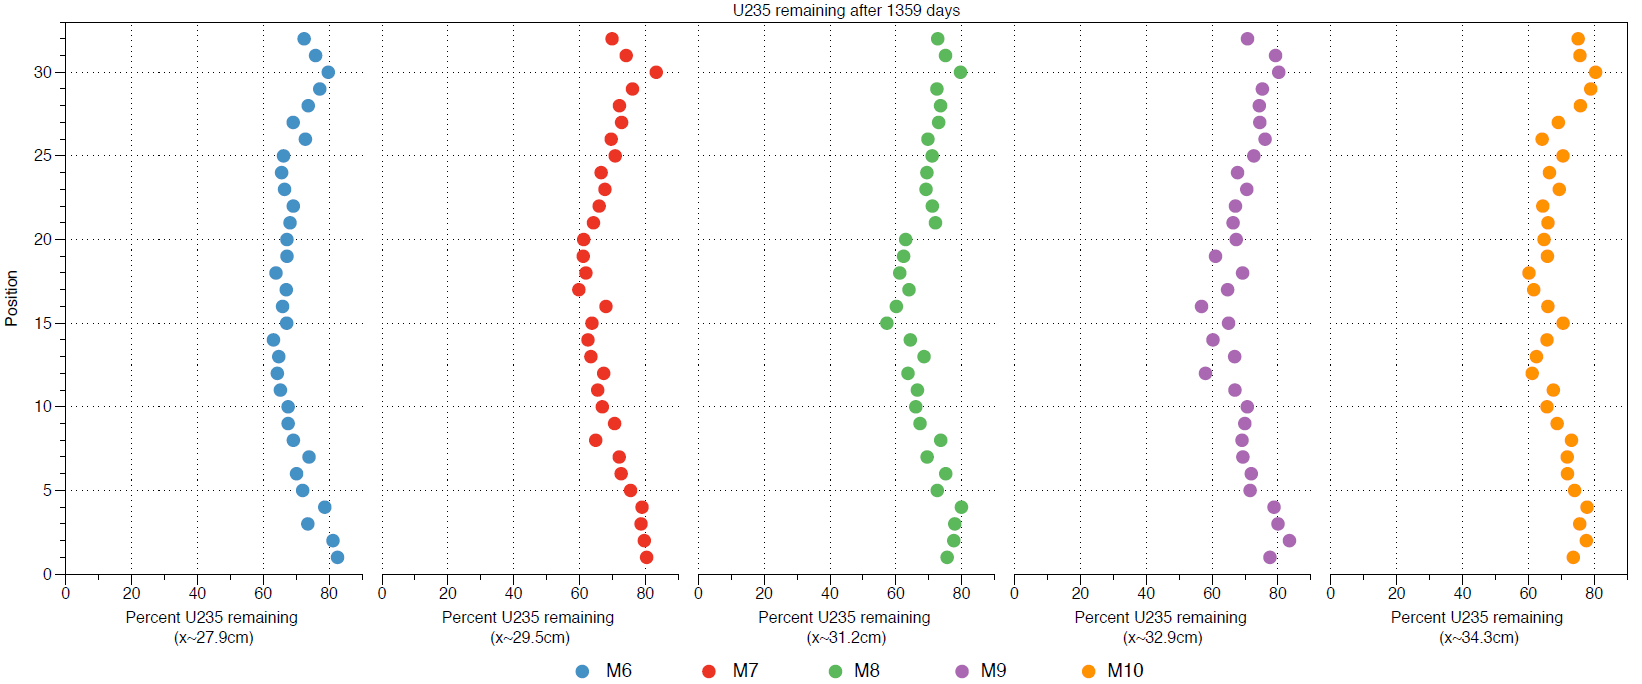 U235 remaining after 1359 days
30
25
20
15
10
5
0
Position
0 20 40 60 80 0 20 40 60 80 0 20 40 60 80 0 20 40 60 80 0 20 40 60 80
Percent U235 remaining Percent U235 remaining Percent U235 remaining Percent U235 remaining Percent U235 remaining
(x~27.9cm) (x~29.5cm) (x~31.2cm) (x~32.9cm) (x~34.3cm)
M6 M7 M8 M9 M10